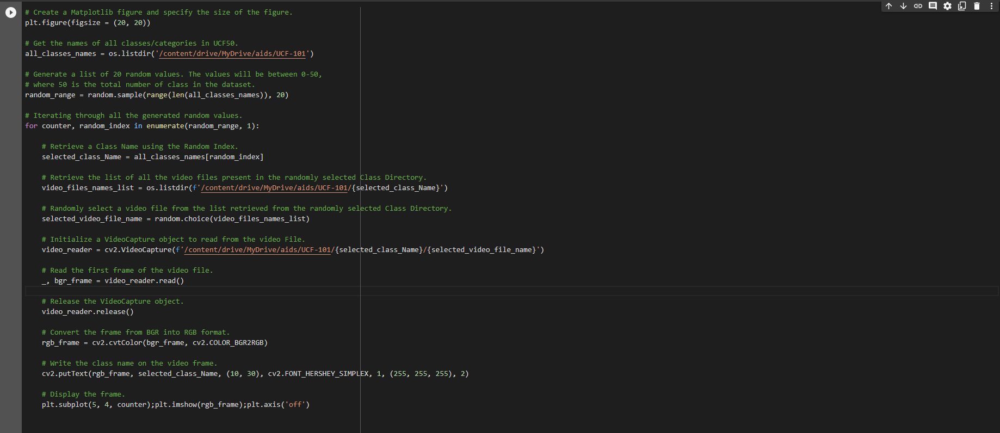 # Create a Matplotlib figure and specify the size of the figure.
plt.figure(figsize = (20, 20))
# Get the names of all classes/categories in UCF50.
all_classes_names = os.listdir('/content/drive/MyDrive/aids/UCF-101')
# Generate a list of 20 random values. The values will be between 0-50,
# where 50 is the total number of class in the dataset.
random_range = random.sample(range(len(all_classes_names)), 20)
# Iterating through all the generated random values.
for counter, random_index in enumerate(random_range, 1):
    # Retrieve a Class Name using the Random Index.
    selected_class_Name = all_classes_names[random_index]
    # Retrieve the list of all the video files present in the randomly selected Class Directory.
    video_files_names_list = os.listdir(f'/content/drive/MyDrive/aids/UCF-101/{selected_class_Name}')
    # Randomly select a video file from the list retrieved from the randomly selected Class Directory.
    selected_video_file_name = random.choice(video_files_names_list)
    # Initialize a VideoCapture object to read from the video File.
    video_reader = cv2.VideoCapture(f'/content/drive/MyDrive/aids/UCF-101/{selected_class_Name}/{selected_video_file_name}')
    # Read the first frame of the video file.
    _, bgr_frame = video_reader.read()
    # Release the VideoCapture object.
    video_reader.release()
    # Convert the frame from BGR into RGB format.
    rgb_frame = cv2.cvtColor(bgr_frame, cv2.COLOR_BGR2RGB)
    # Write the class name on the video frame.
    cv2.putText(rgb_frame, selected_class_Name, (10, 30), cv2.FONT_HERSHEY_SIMPLEX, 1, (255, 255, 255), 2)
    # Display the frame.
    plt.subplot(5, 4, counter);plt.imshow(rgb_frame);plt.axis('off')